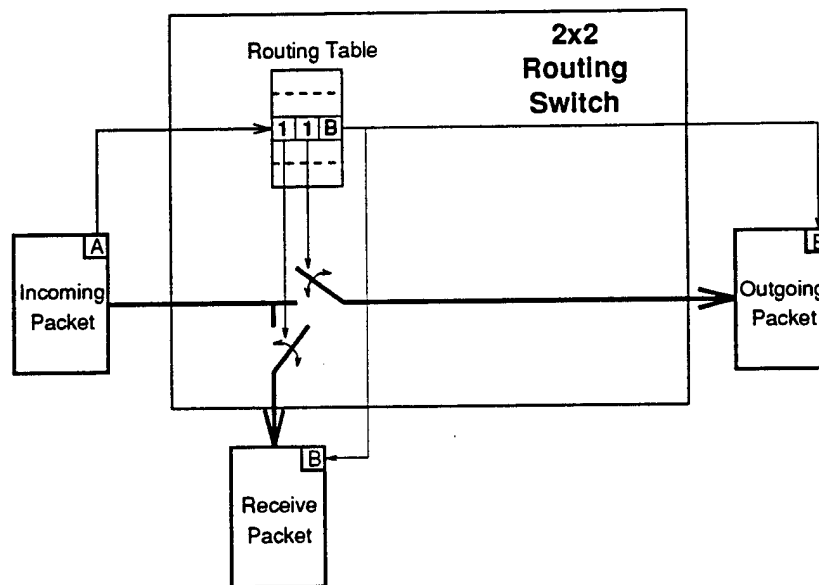 2x2
Routing
Switch
Routing Table
1 1 B
A
Incoming
Packet
B
Outgoing
Packet
B
Receive
Packet